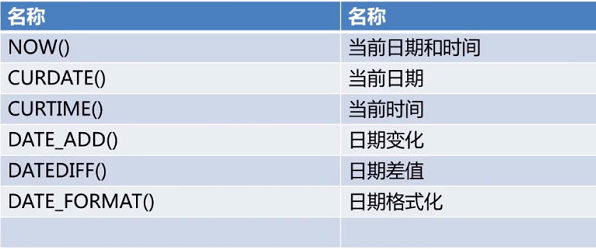 名称 名称
NOW() 当前日期和时间
CURDATE() 当前日期
CURTIME() 当前时间
DATE_ADD() 日期变化
DATEDIFF() 日期差值
DATE_FORMAT() 日期格式化